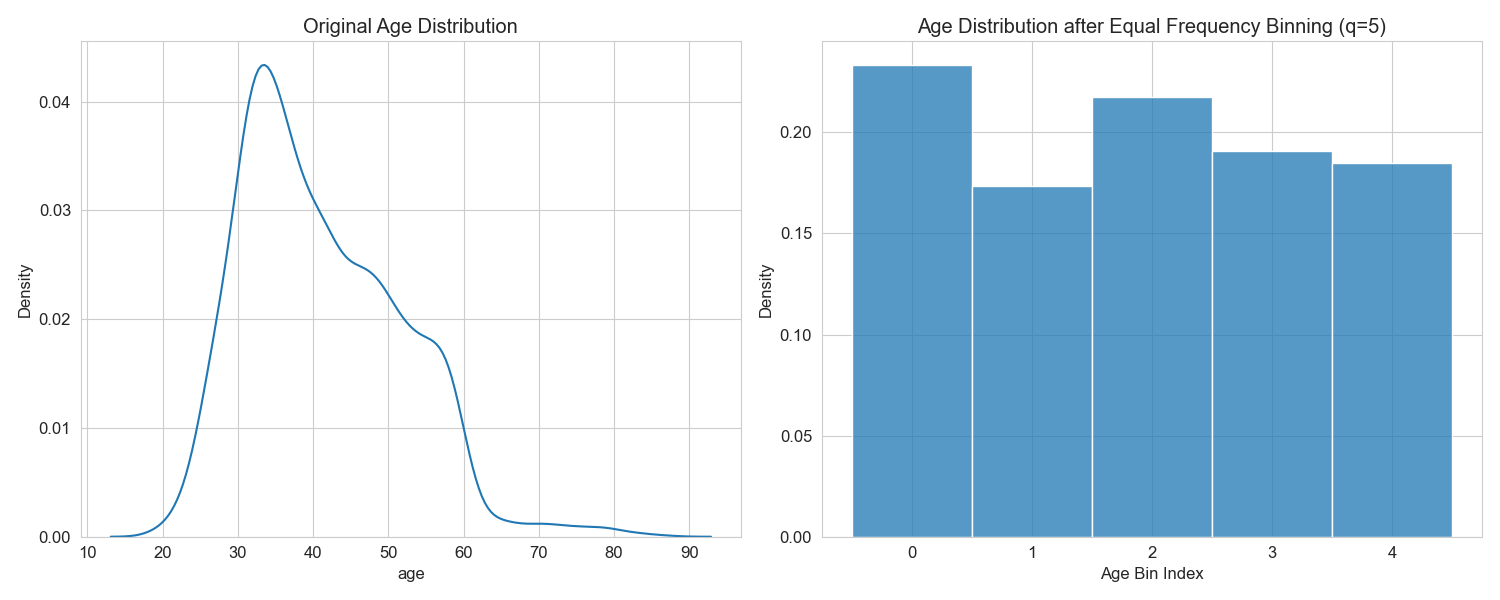 Original Age Distribution
Density
0.04
0.03
0.02
0.01
0.00
10 20 30 40 50 60 70 80 90
age
Age Distribution after Equal Frequency Binning (q=5)
Density
0.20
0.15
0.10
0.05
0.00
0 1 2 3 4
Age Bin Index